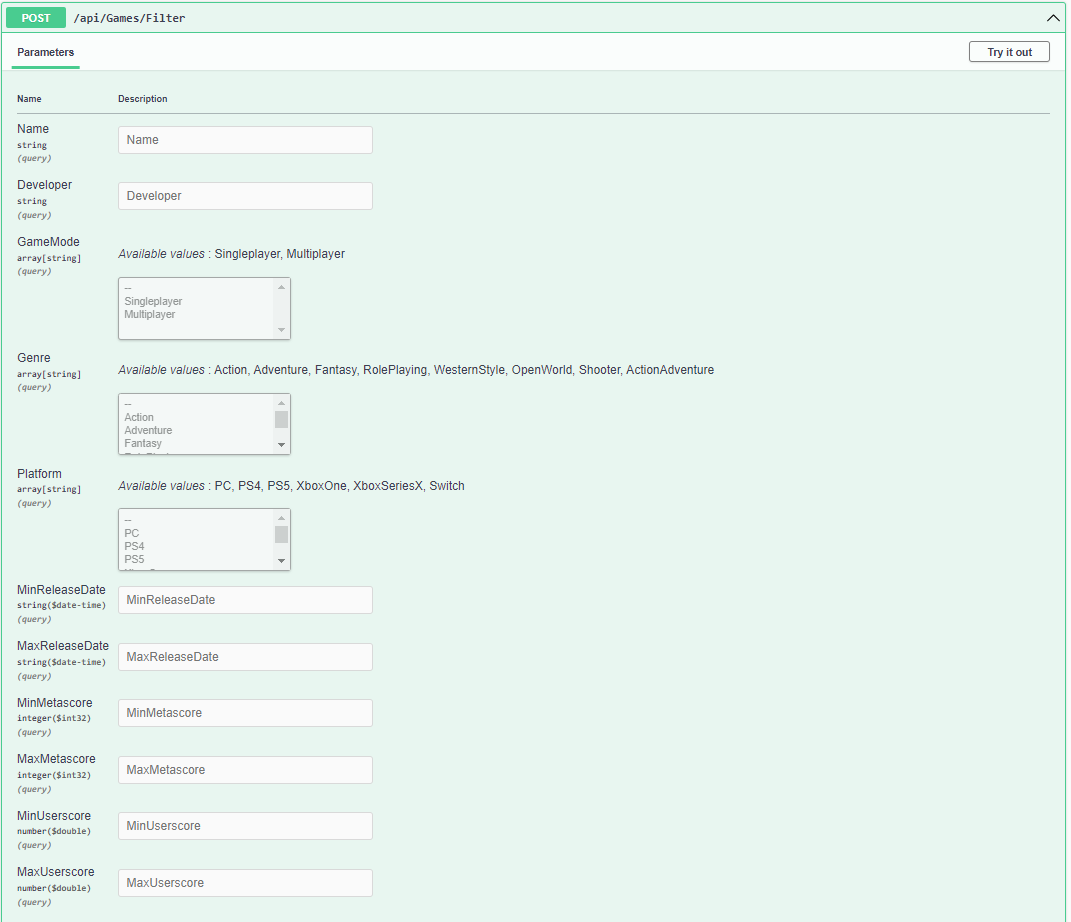 POST /api/Games/Filter
Parameters
Try it out
Name Description
Name
string
(query)
Name
Developer
string
(query)
Developer
GameMode
array[string]
(query)
Available values : Singleplayer, Multiplayer
--
Singleplayer
Multiplayer
Genre
array[string]
(query)
Available values : Action, Adventure, Fantasy, RolePlaying, WesternStyle, OpenWorld, Shooter, ActionAdventure
--
Action
Adventure
Fantasy
Platform
array[string]
(query)
Available values : PC, PS4, PS5, XboxOne, XboxSeriesX, Switch
--
PC
PS4
PS5
MinReleaseDate
string($date-time)
(query)
MinReleaseDate
MaxReleaseDate
string($date-time)
(query)
MaxReleaseDate
MinMetascore
integer($int32)
(query)
MinMetascore
MaxMetascore
integer($int32)
(query)
MaxMetascore
MinUserscore
number($double)
(query)
MinUserscore
MaxUserscore
number($double)
(query)
MaxUserscore